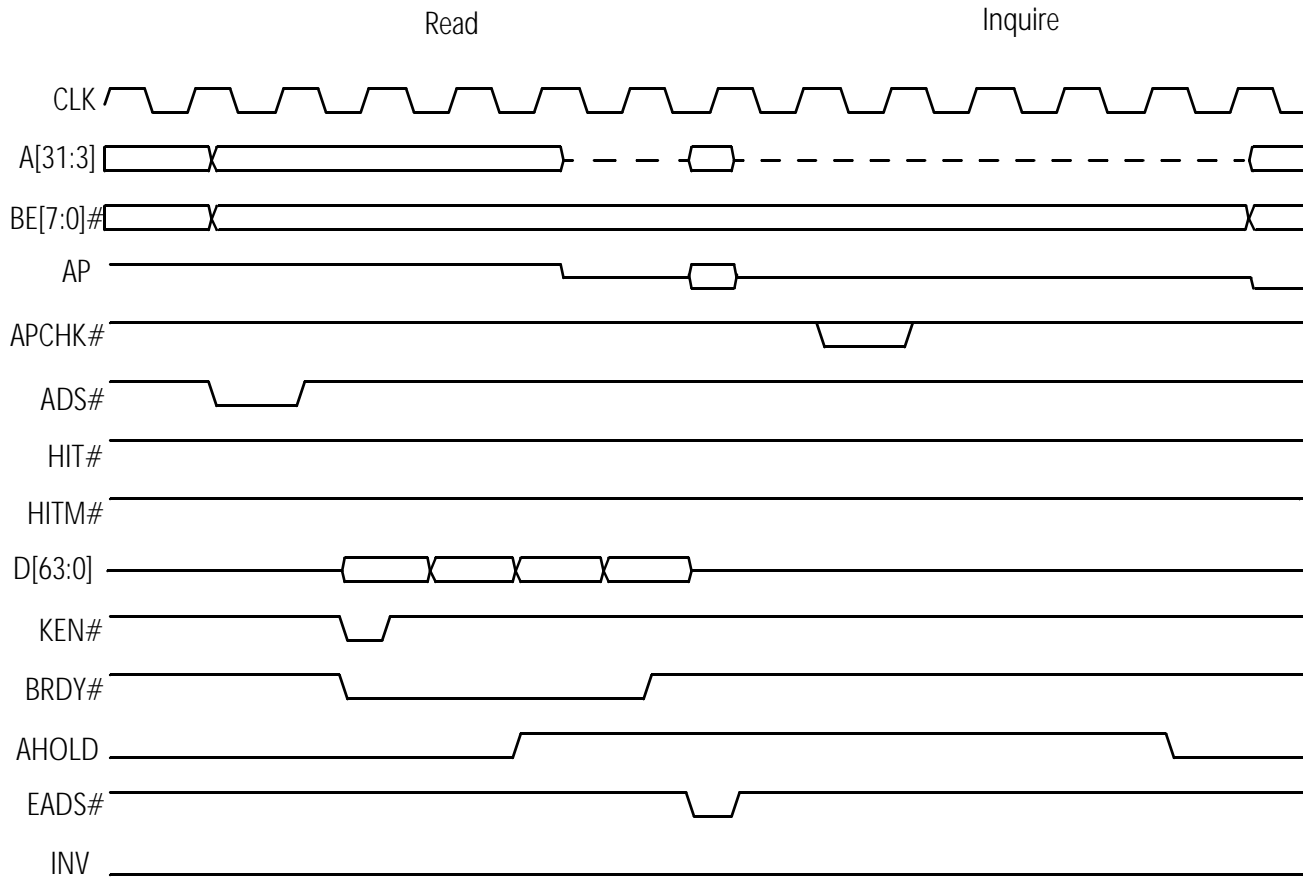 Read
Inquire
CLK
A[31:3]
BE[7:0]#
AP
APCHK#
ADS#
HIT#
HITM#
D[63:0]
KEN#
BRDY#
AHOLD
EADS#
INV